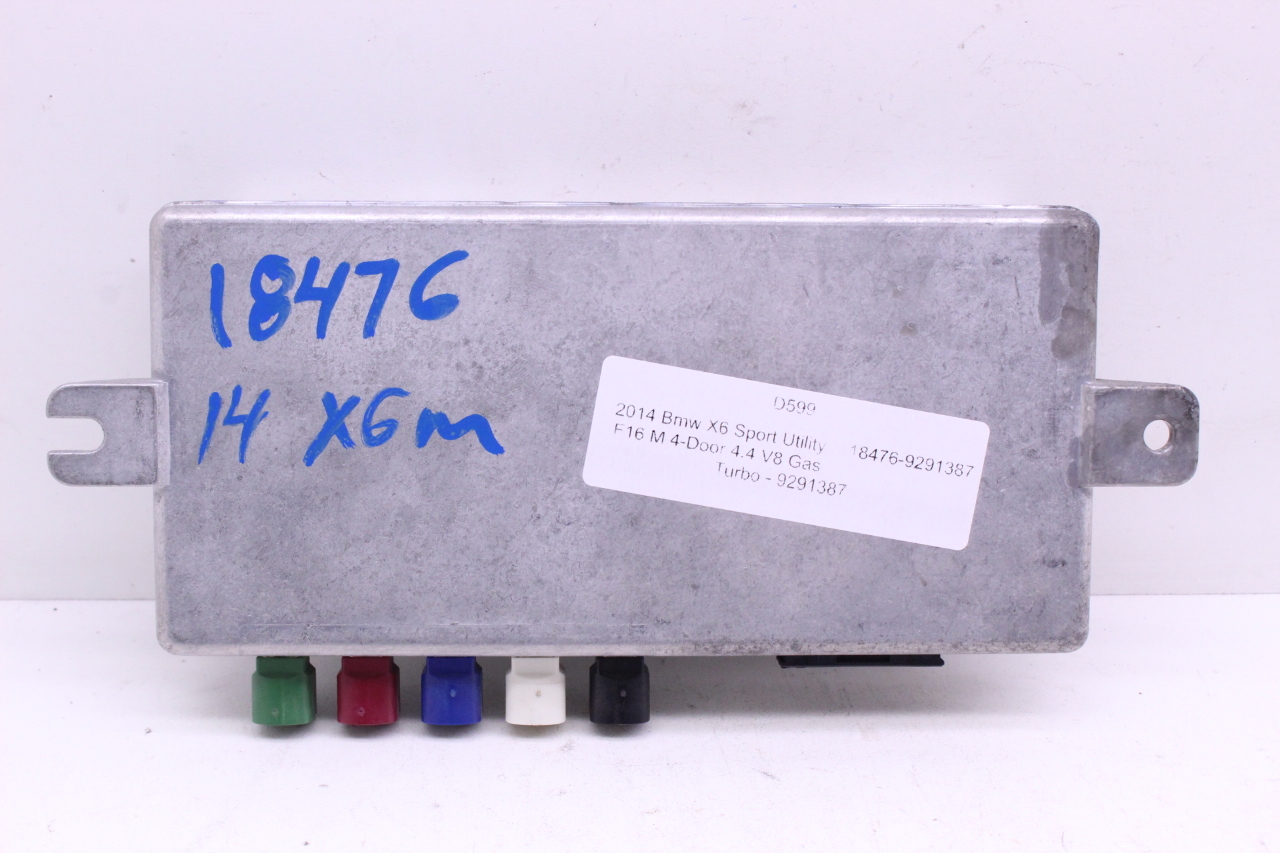 18476
14 X6m
D599
2014 Bmw X6 Sport Utility 18476-9291387
F16 M 4-Door 4.4 V8 Gas
Turbo - 9291387